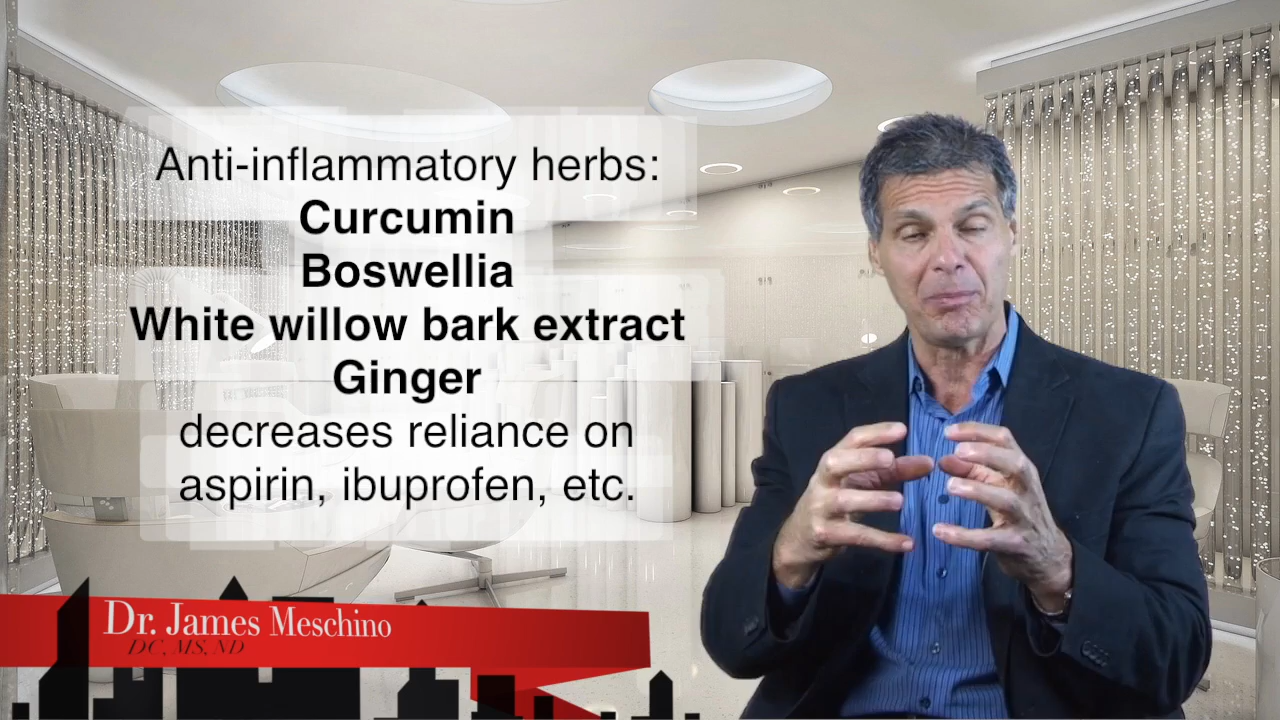 Anti-inflammatory herbs:
Curcumin
Boswellia
White willow bark extract
Ginger
decreases reliance on
aspirin, ibuprofen, etc.
Dr. James Meschino
DC, MS, ND